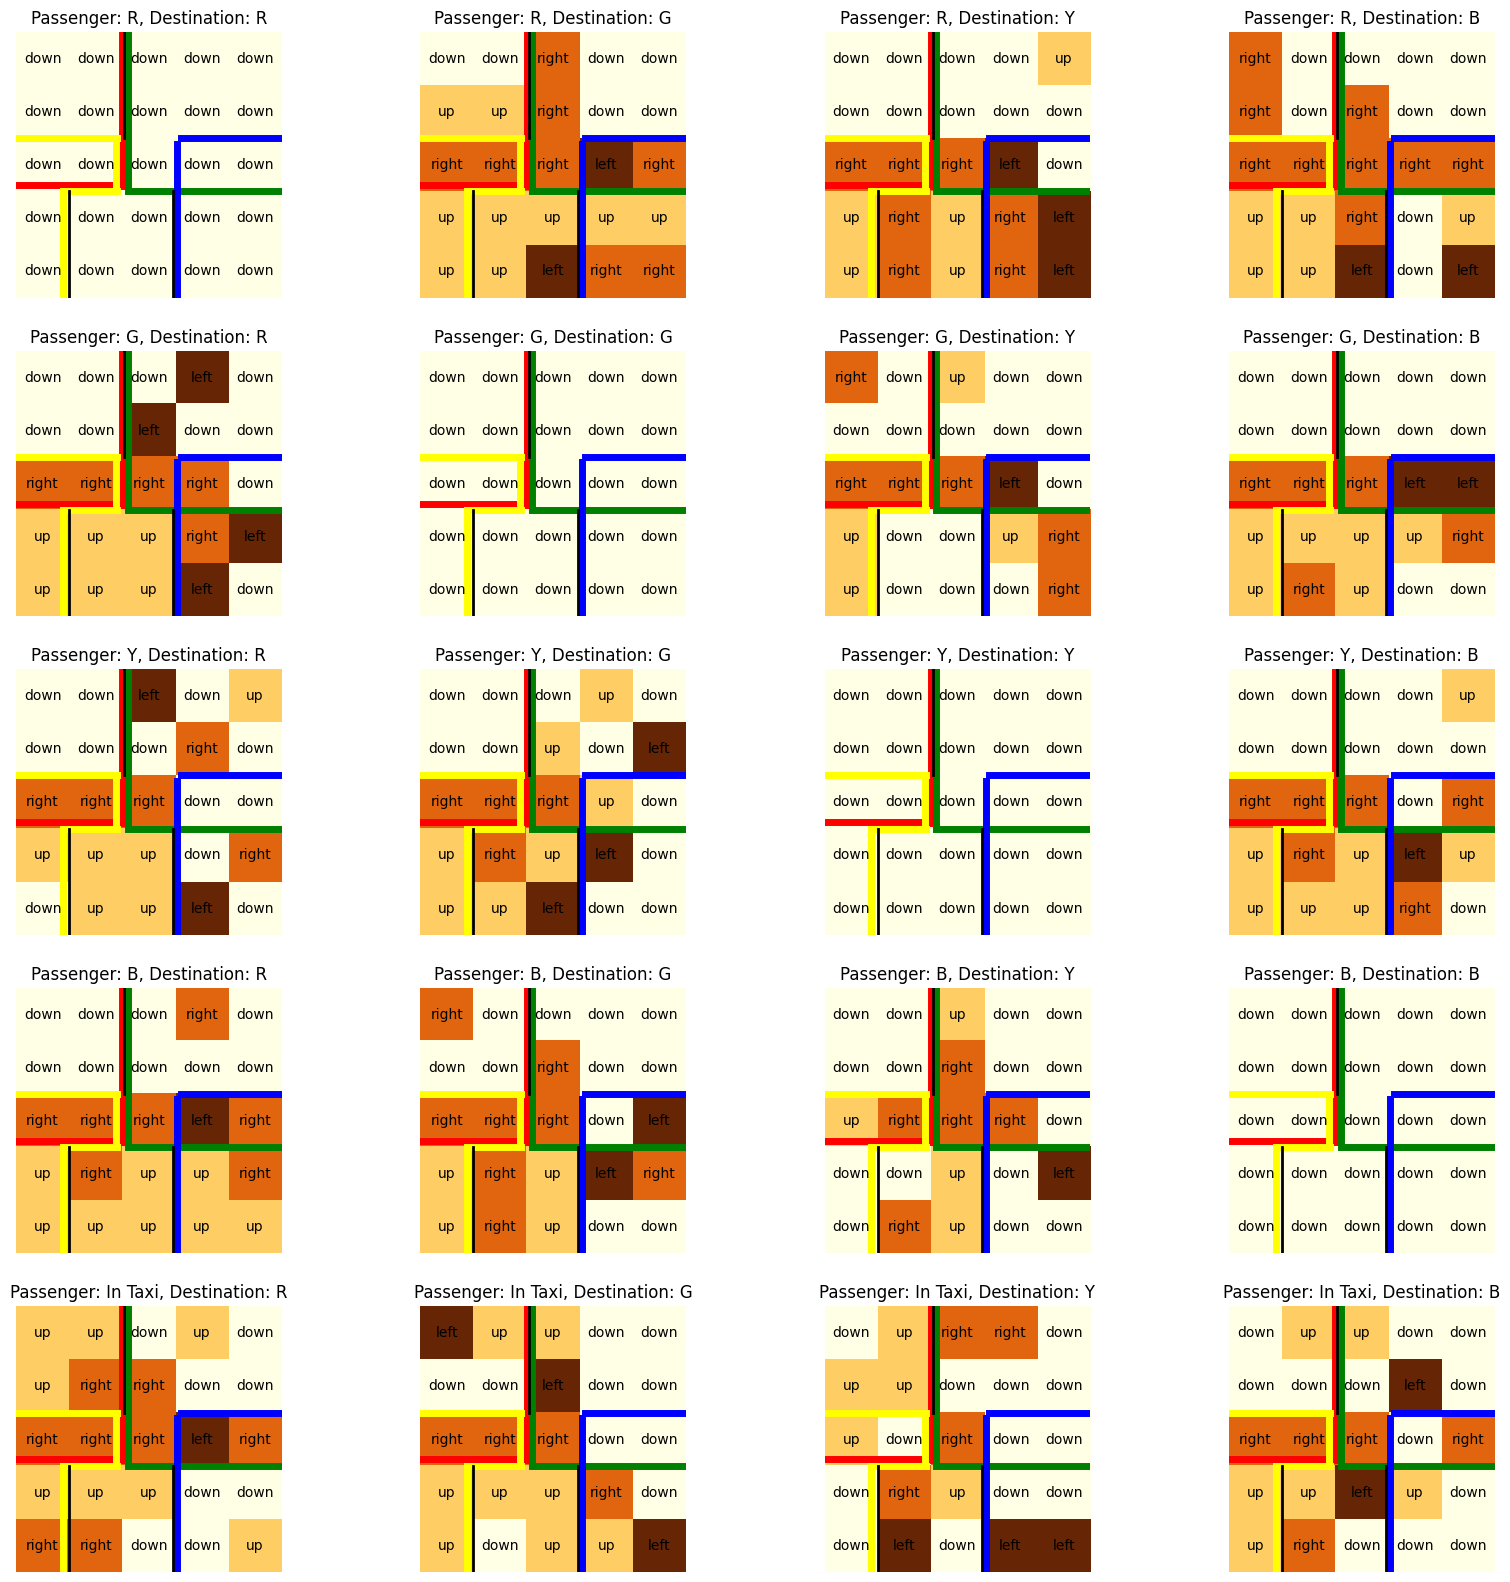 Passenger: R, Destination: R Passenger: R, Destination: G Passenger: R, Destination: Y Passenger: R, Destination: B
down down down down down down down right down down down down down down up right down down down down
down down down down down up up right down down down down down down down right down right down down
down down down down down right right right left right right right right left down right right right right right
down down down down down up up up up up up right up right left up up right down up
down down down down down up up left right right up right up right left up up left down left
Passenger: G, Destination: R Passenger: G, Destination: G Passenger: G, Destination: Y Passenger: G, Destination: B
down down down left down down down down down down right down up down down down down down down down
down down left down down down down down down down down down down down down down down down down down
right right right right down down down down down down right right right left down right right right left left
up up up right left down down down down down up down down up right up up up up right
up up up left down down down down down down up down down down right up right up down down
Passenger: Y, Destination: R Passenger: Y, Destination: G Passenger: Y, Destination: Y Passenger: Y, Destination: B
down down left down up down down down up down down down down down down down down down down up
down down down right down down down up down left down down down down down down down down down down
right right right down down right right right up down down down down down down right right right down right
up up up down right up right up left down down down down down down up right up left up
down up up left down up up left down down down down down down down up up up right down
Passenger: B, Destination: R Passenger: B, Destination: G Passenger: B, Destination: Y Passenger: B, Destination: B
down down down right down right down down down down down down up down down down down down down down
down down down down down down down right down down down down right down down down down down down down
right right right left right right right right down left up right right right down down down down down down
up right up up right up right up left right down down up down left down down down down down
up up up up up up right up down down down right up down down down down down down down
Passenger: In Taxi, Destination: R Passenger: In Taxi, Destination: G Passenger: In Taxi, Destination: Y Passenger: In Taxi, Destination: B
up up down up down left up up down down down up right right down down up up down down
up right right down down down down left down down up up down down down down down down left down
right right right left right right right right down down up down right down down right right right down right
up up up down down up up up right down down right up down down up up left up down
right right down down up up down up up left down left down left left up right down down down